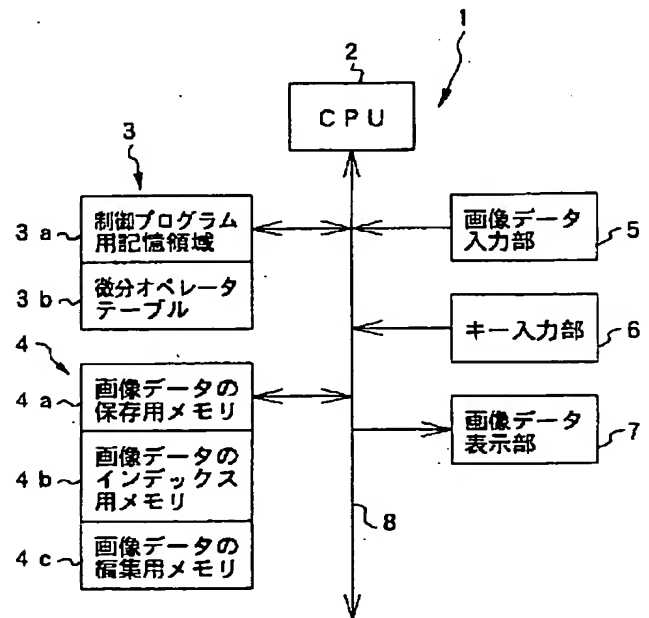 1
2
CPU
3
3a
制御プログラム
用記憶領域
3b
微分オペレータ
テーブル
4
4a
画像データの
保存用メモリ
4b
画像データの
インデックス
用メモリ
4c
画像データの
編集用メモリ
画像データ
入力部
5
キー入力部
6
画像データ
表示部
7
8